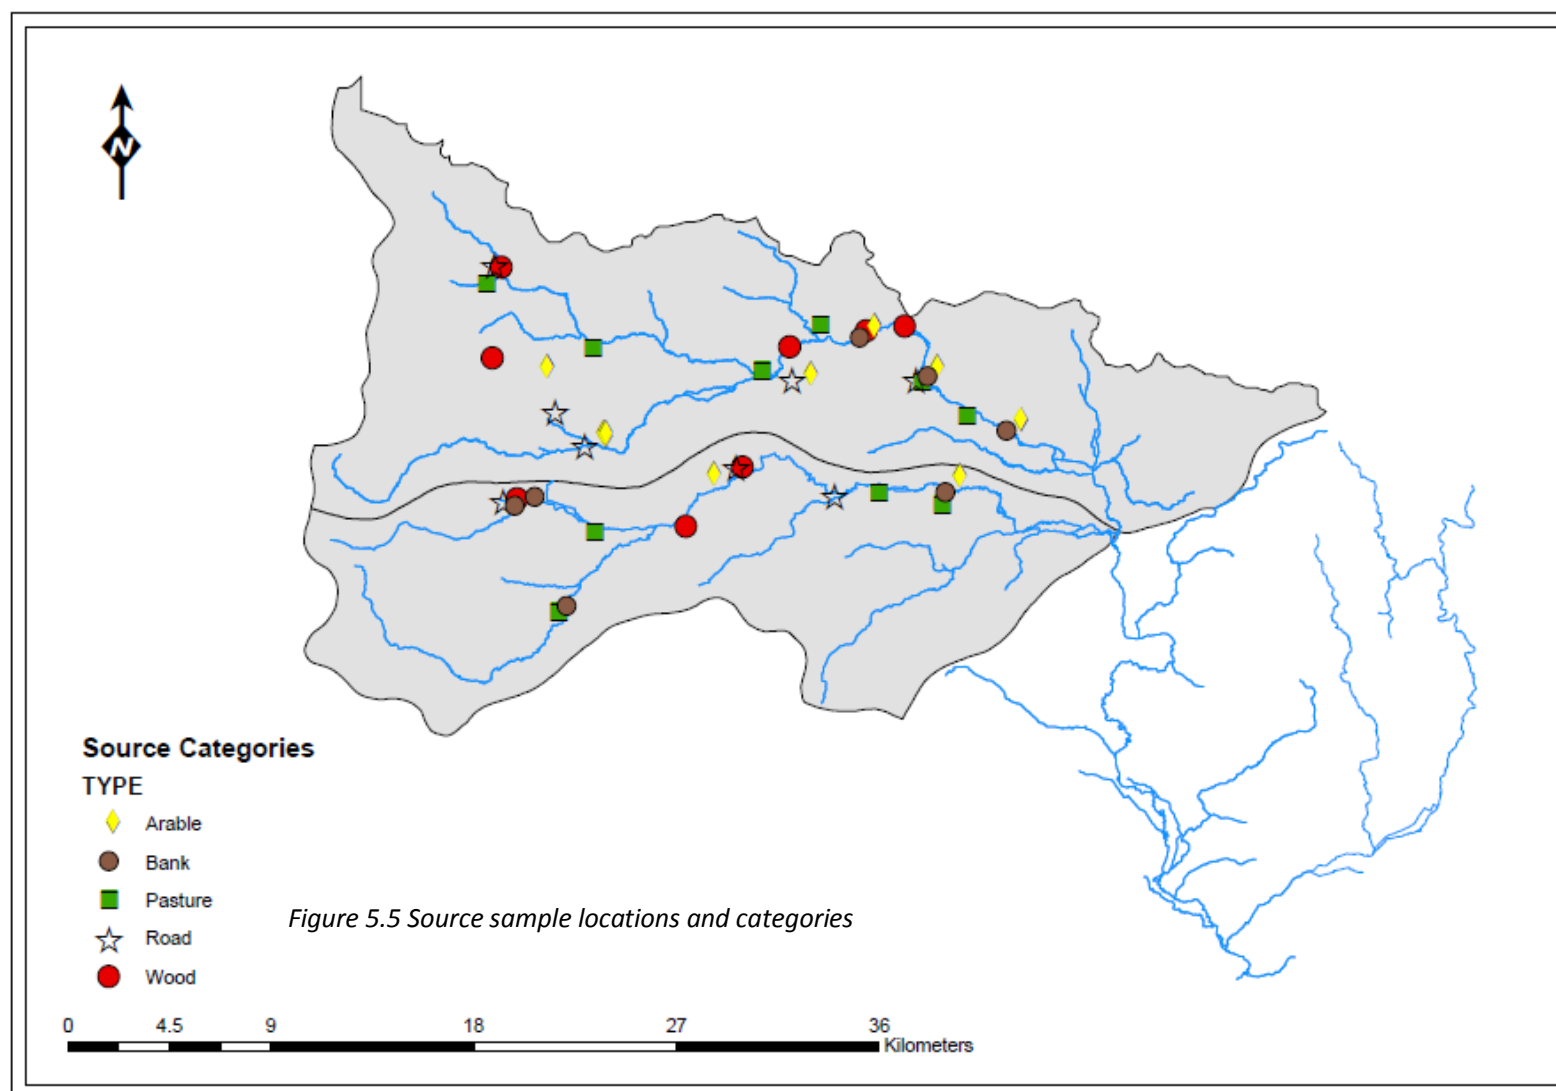 N
Source Categories
TYPE
Arable
Bank
Pasture
Road
Wood
Figure 5.5 Source sample locations and categories
0 4.5 9 18 27 36
Kilometers